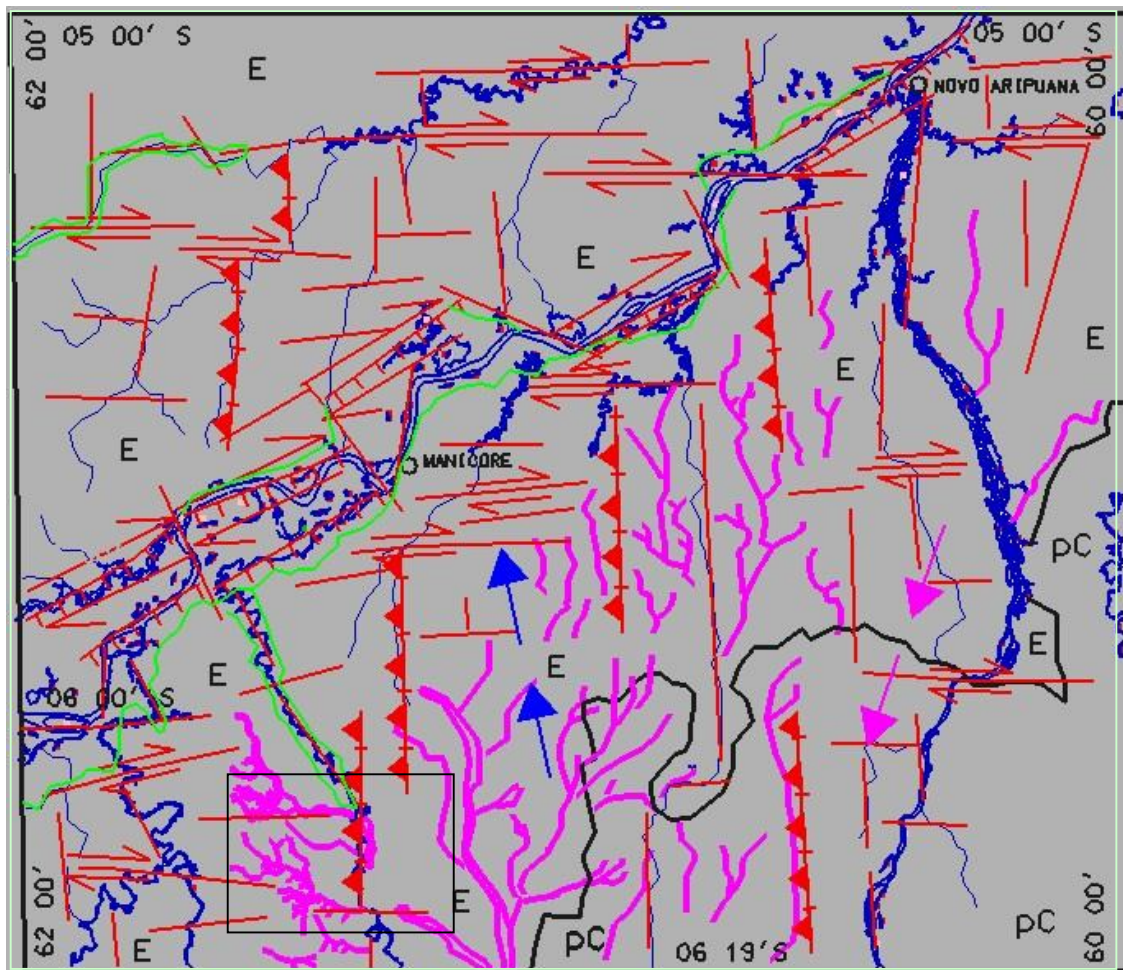 62 00'
05 00' S
05 00' S
60 00'
E
NOVO ARIPUANA
E
E
E
E
MANICORE
pC
E
E
E
06 00' S
62 00'
E
E
pC
06 19'S
pC
60 00'